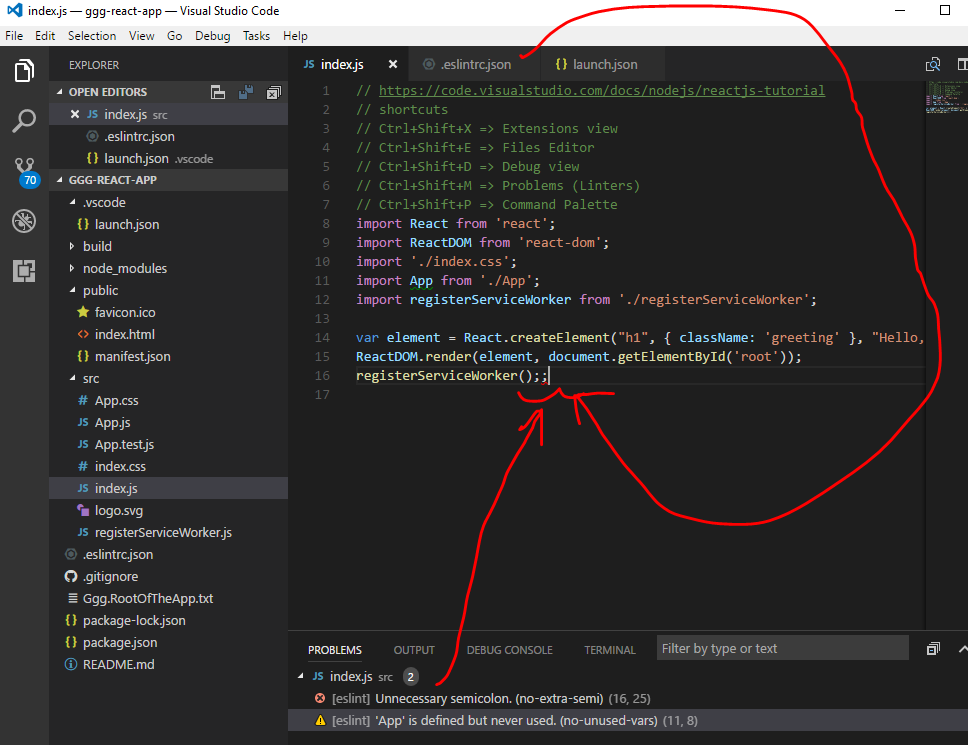 index.js — ggg-react-app — Visual Studio Code
File Edit Selection View Go Debug Tasks Help
EXPLORER
OPEN EDITORS
JS index.js src
.eslintrc.json
{} launch.json .vscode
70
GGG-REACT-APP
.vscode
{} launch.json
build
node_modules
public
favicon.ico
<> index.html
{} manifest.json
src
# App.css
JS App.js
JS App.test.js
# index.css
JS index.js
logo.svg
JS registerServiceWorker.js
.eslintrc.json
.gitignore
Ggg.RootOfTheApp.txt
{} package-lock.json
{} package.json
README.md
JS index.js × .eslintrc.json {} launch.json
1 // https://code.visualstudio.com/docs/nodejs/reactjs-tutorial
2 // shortcuts
3 // Ctrl+Shift+X => Extensions view
4 // Ctrl+Shift+E => Files Editor
5 // Ctrl+Shift+D => Debug view
6 // Ctrl+Shift+M => Problems (Linters)
7 // Ctrl+Shift+P => Command Palette
8 import React from 'react';
9 import ReactDOM from 'react-dom';
10 import './index.css';
11 import App from './App';
12 import registerServiceWorker from './registerServiceWorker';
13
14 var element = React.createElement("h1", { className: 'greeting' }, "Hello,
15 ReactDOM.render(element, document.getElementById('root'));
16 registerServiceWorker();;
17
PROBLEMS OUTPUT DEBUG CONSOLE TERMINAL Filter by type or text
JS index.js src 2
[eslint] Unnecessary semicolon. (no-extra-semi) (16, 25)
[eslint] 'App' is defined but never used. (no-unused-vars) (11, 8)